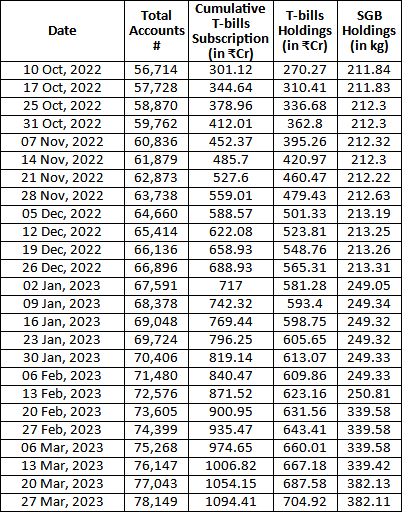 Date Total Accounts # Cumulative T-bills Subscription (in ₹Cr) T-bills Holdings (in ₹Cr) SGB Holdings (in kg)
10 Oct, 2022 56,714 301.12 270.27 211.84
17 Oct, 2022 57,728 344.64 310.41 211.83
25 Oct, 2022 58,870 378.96 336.68 212.3
31 Oct, 2022 59,762 412.01 362.8 212.3
07 Nov, 2022 60,836 452.37 395.26 212.32
14 Nov, 2022 61,879 485.7 420.97 212.3
21 Nov, 2022 62,873 527.6 460.47 212.22
28 Nov, 2022 63,738 559.01 479.43 212.63
05 Dec, 2022 64,660 588.57 501.33 213.19
12 Dec, 2022 65,414 622.08 523.81 213.25
19 Dec, 2022 66,136 658.93 548.76 213.26
26 Dec, 2022 66,896 688.93 565.31 213.31
02 Jan, 2023 67,591 717 581.28 249.05
09 Jan, 2023 68,378 742.32 593.4 249.34
16 Jan, 2023 69,048 769.44 598.75 249.32
23 Jan, 2023 69,724 796.25 605.65 249.32
30 Jan, 2023 70,406 819.14 613.07 249.33
06 Feb, 2023 71,480 840.47 609.86 249.33
13 Feb, 2023 72,576 871.52 623.16 250.81
20 Feb, 2023 73,605 900.95 631.56 339.58
27 Feb, 2023 74,399 935.47 643.41 339.58
06 Mar, 2023 75,268 974.65 660.01 339.58
13 Mar, 2023 76,147 1006.82 667.18 339.42
20 Mar, 2023 77,043 1054.15 687.58 382.13
27 Mar, 2023 78,149 1094.41 704.92 382.11